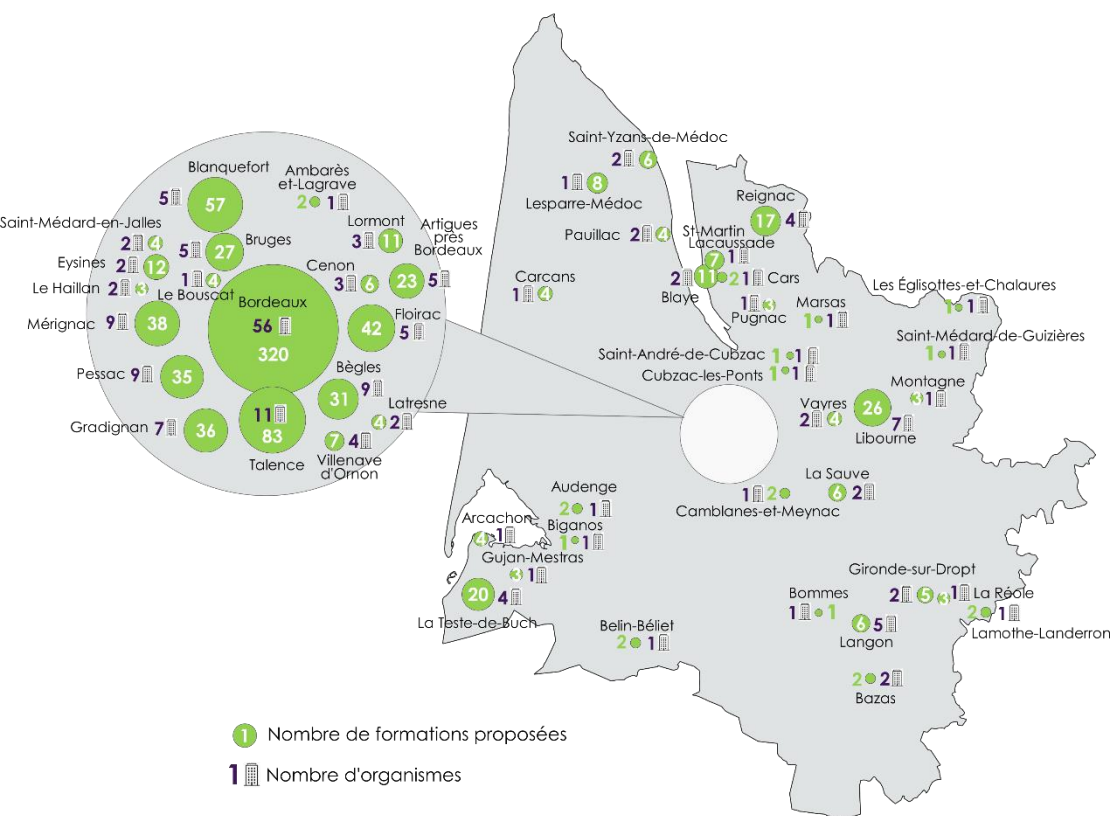 Blanquefort
5
57
Ambarès
et-Lagrave
2 1
Saint-Médard-en-Jalles
2 4
Bruges
5 27
Lormont
3 11
Artigues
près
Bordeaux
23 5
Eysines
2 12
Le Haillan 2 3
1 4
Le Bouscat
Cenon
3 6
Bordeaux
56
320
Mérignac 9 38
42
Floirac
5
Pessac 9 35
Bègles
31 9
Gradignan 7 36
11
83
Talence
Latresne
4 2
7 4
Villenave
d'Ornon
Saint-Yzans-de-Médoc
2 6
1 8
Lesparre-Médoc
Pauillac 2 4
Carcans
1 4
Reignac
17 4
St-Martin
Lacaussade
7 1
2 11
Blaye
2 1 Cars
1 3
Pugnac
Marsas
1 1
Les Églisottes-et-Chalaures
1 1
Saint-Médard-de-Guizières
1 1
Saint-André-de-Cubzac 1 1
Cubzac-les-Ponts 1 1
Montagne
3 1
Vayres
2 4
26
7
Libourne
La Sauve
6 2
1 2
Camblanes-et-Meynac
Audenge
2 1
Arcachon
4 1
Biganos
1 1
Gujan-Mestras
3 1
20
4
La Teste-de-Buch
Belin-Béliet
2 1
Gironde-sur-Dropt
2 5
3 1 La Réole
Bommes
1 1
6 5
Langon
2 1
Lamothe-Landerron
2 2
Bazas
1 Nombre de formations proposées
1 Nombre d'organismes